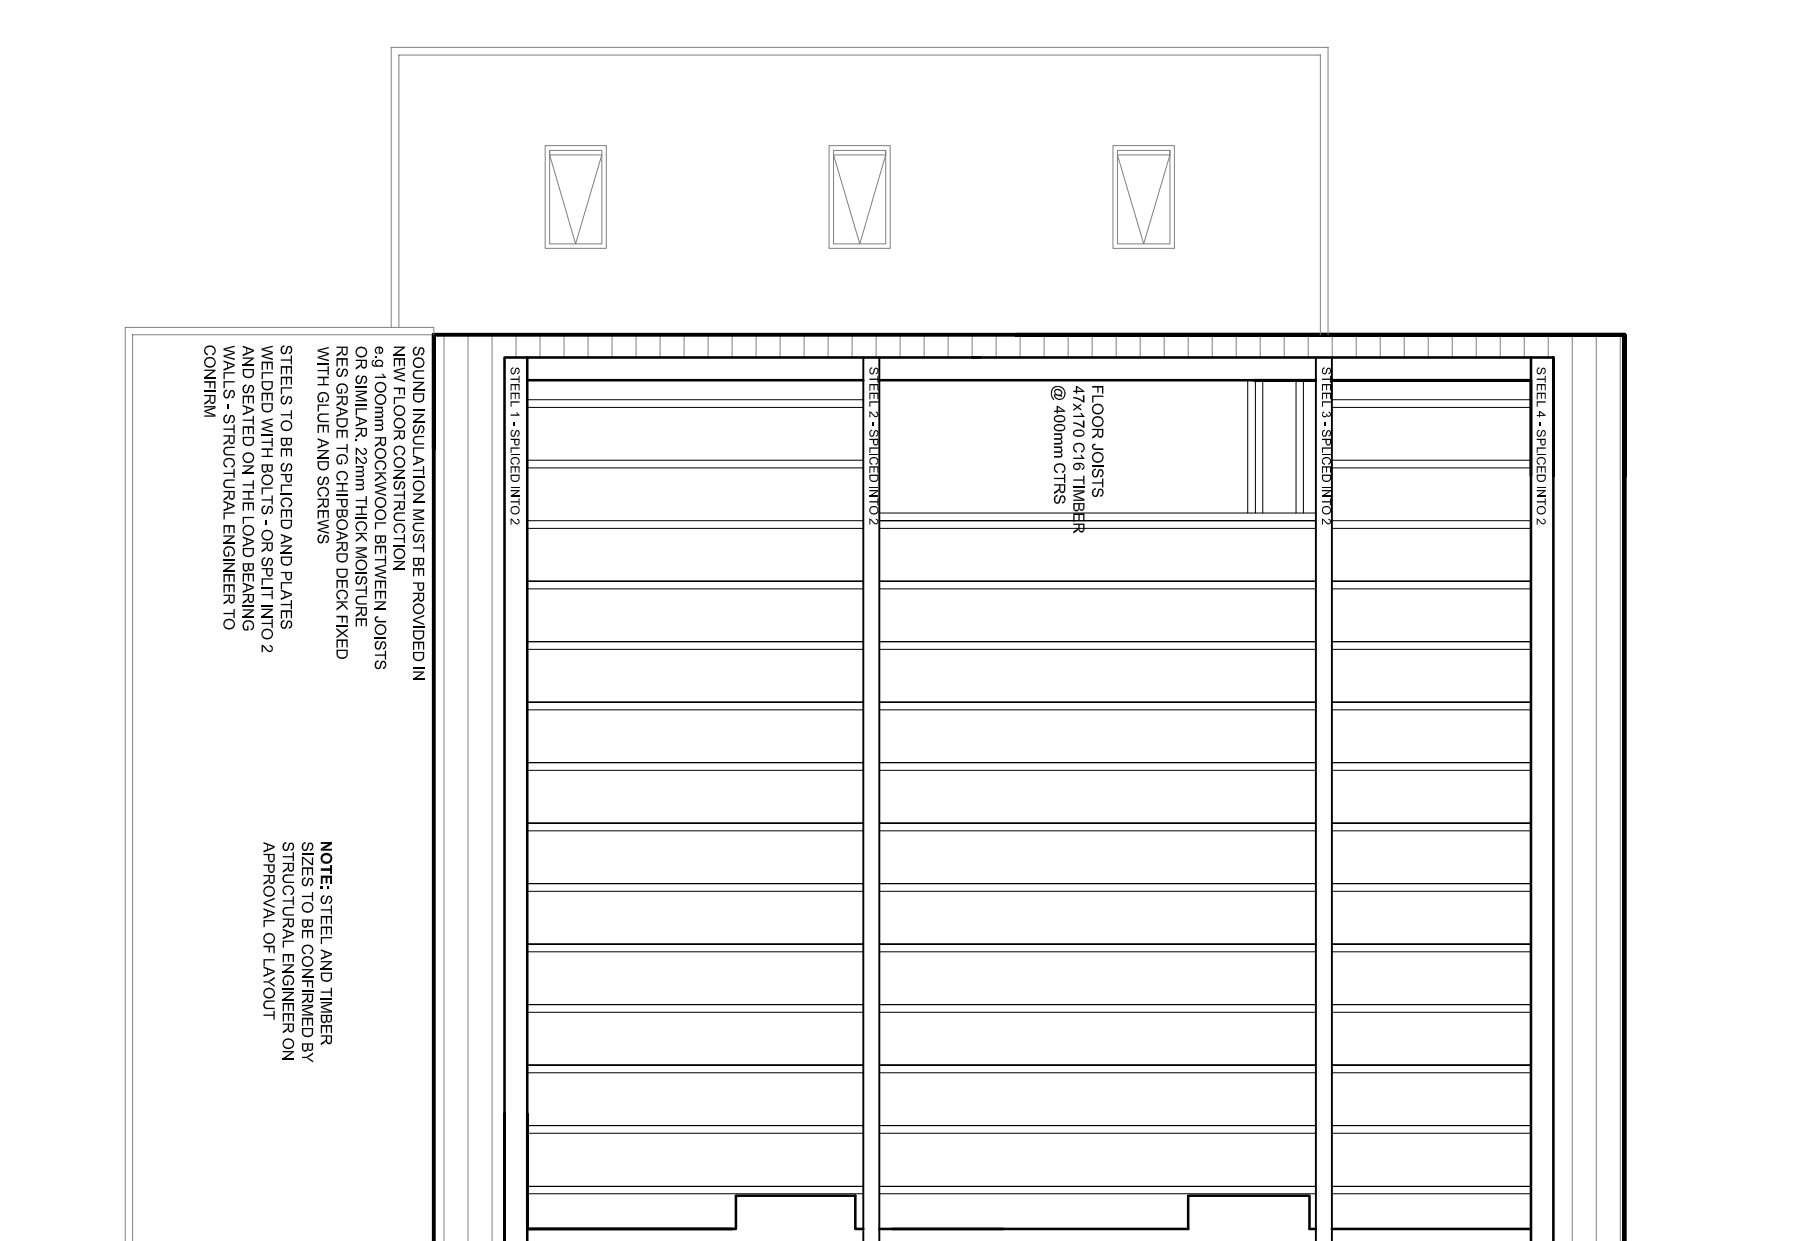 SOUND INSULATION MUST BE PROVIDED IN
NEW FLOOR CONSTRUCTION
e.g 100mm ROCKWOOL BETWEEN JOISTS
OR SIMILAR. 22mm THICK MOISTURE
RES GRADE TG CHIPBOARD DECK FIXED
WITH GLUE AND SCREWS
STEELS TO BE SPLICED AND PLATES
WELDED WITH BOLTS - OR SPLIT INTO 2
AND SEATED ON THE LOAD BEARING
WALLS - STRUCTURAL ENGINEER TO
CONFIRM
NOTE: STEEL AND TIMBER
SIZES TO BE CONFIRMED BY
STRUCTURAL ENGINEER ON
APPROVAL OF LAYOUT
STEEL 1 - SPLICED INTO 2
STEEL 2 - SPLICED INTO 2
FLOOR JOISTS
47x170 C16 TIMBER
@ 400mm CTRS
STEEL 3 - SPLICED INTO 2
STEEL 4 - SPLICED INTO 2